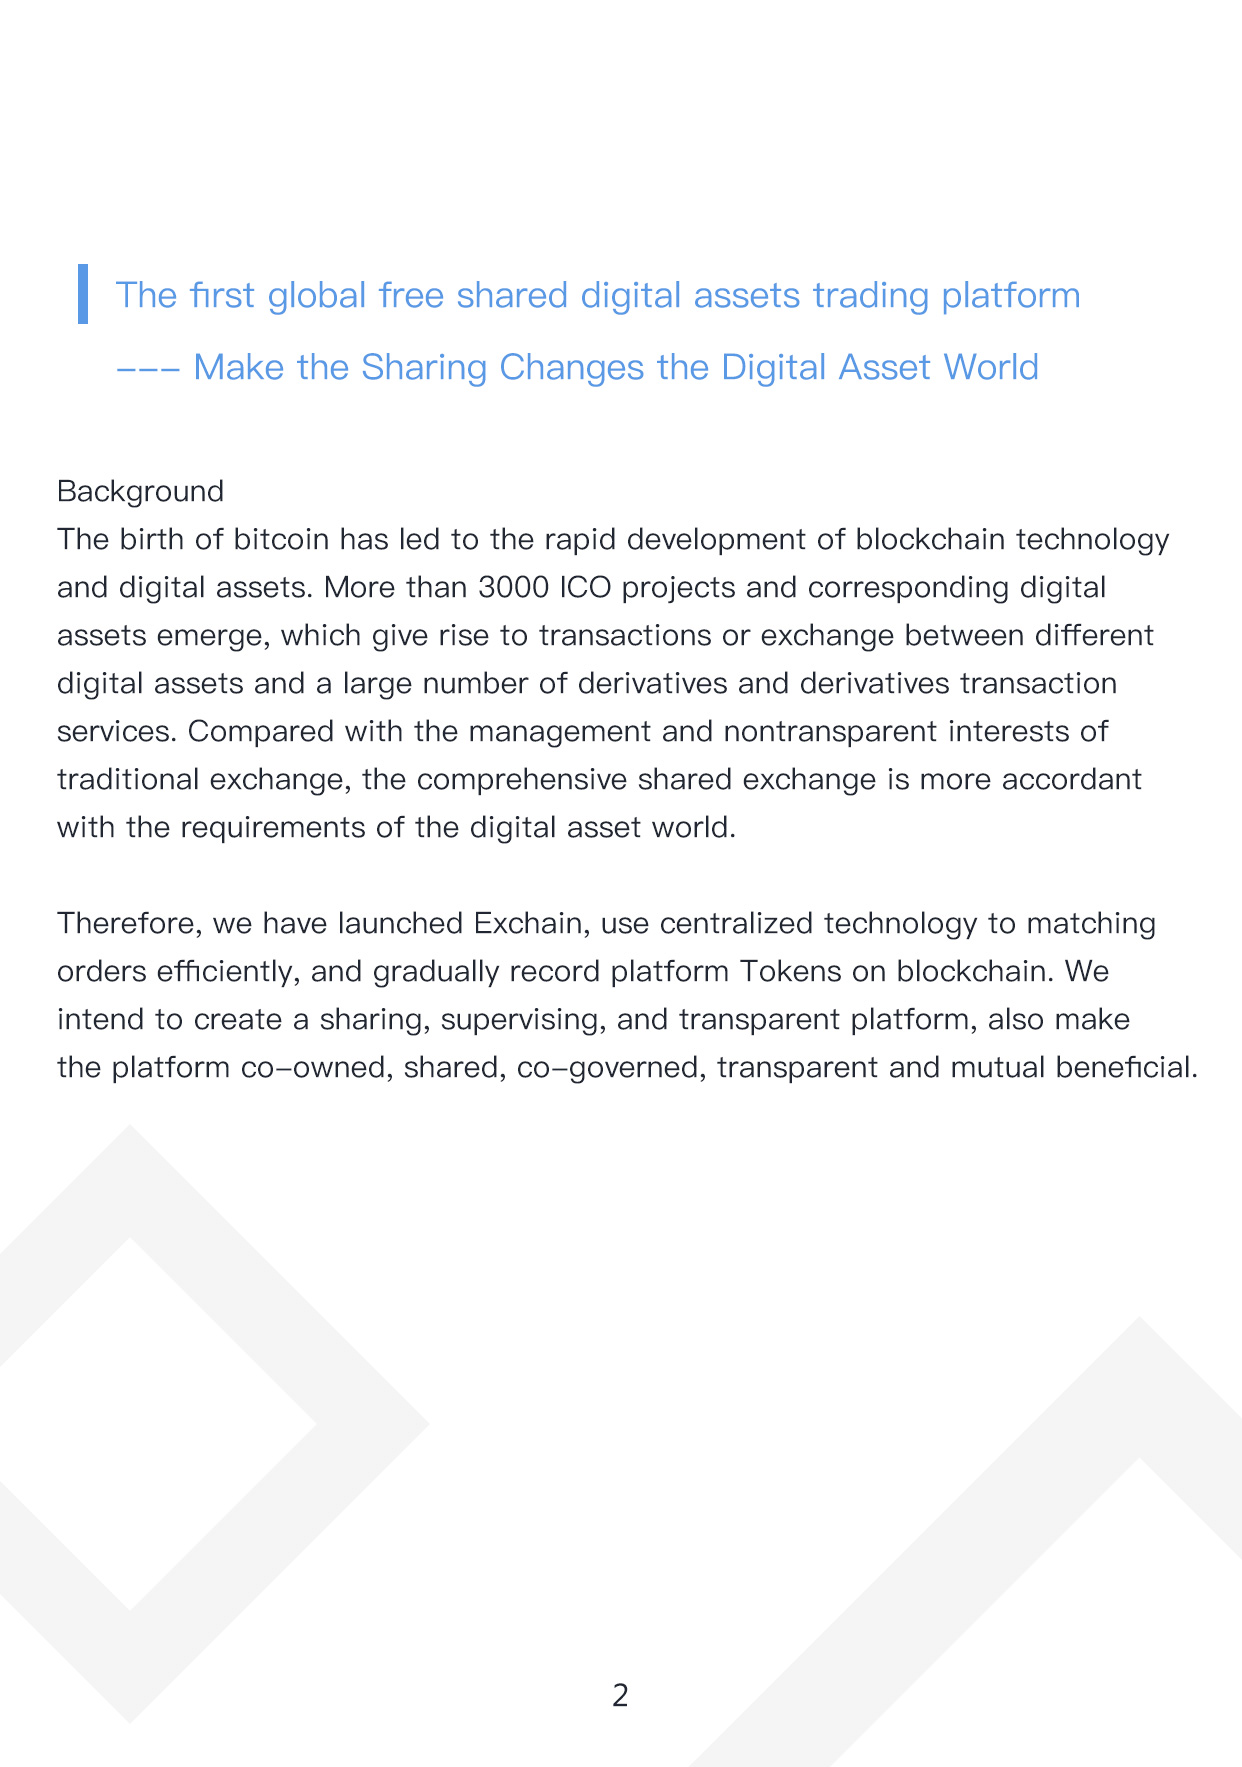 The first global free shared digital assets trading platform
--- Make the Sharing Changes the Digital Asset World
Background
The birth of bitcoin has led to the rapid development of blockchain technology
and digital assets. More than 3000 ICO projects and corresponding digital
assets emerge, which give rise to transactions or exchange between different
digital assets and a large number of derivatives and derivatives transaction
services. Compared with the management and nontransparent interests of
traditional exchange, the comprehensive shared exchange is more accordant
with the requirements of the digital asset world.
Therefore, we have launched Exchain, use centralized technology to matching
orders efficiently, and gradually record platform Tokens on blockchain. We
intend to create a sharing, supervising, and transparent platform, also make
the platform co-owned, shared, co-governed, transparent and mutual beneficial.
2